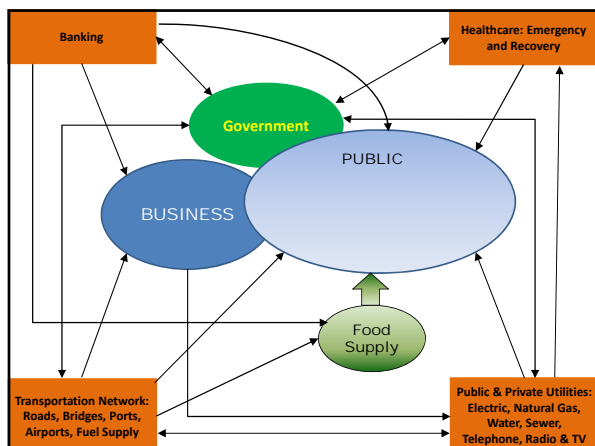 Banking
Healthcare: Emergency
and Recovery
Government
PUBLIC
BUSINESS
Food
Supply
Transportation Network:
Roads, Bridges, Ports,
Airports, Fuel Supply
Public & Private Utilities:
Electric, Natural Gas,
Water, Sewer,
Telephone, Radio & TV